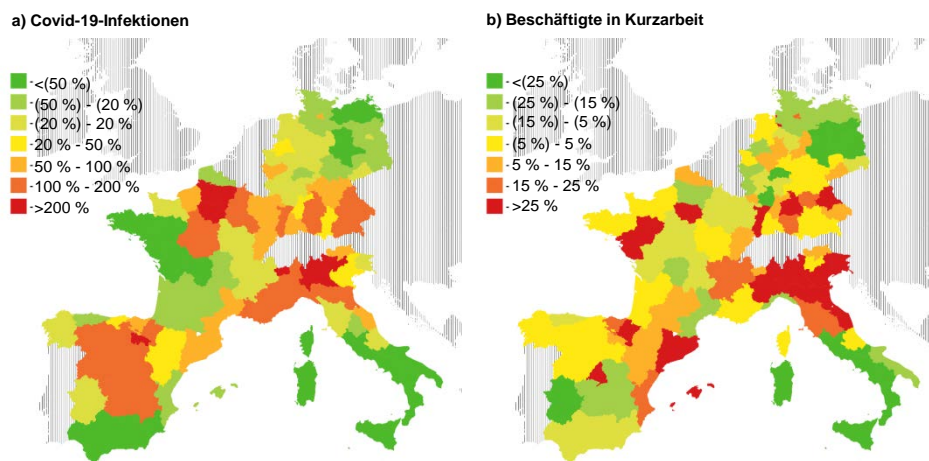 a) Covid-19-Infektionen
<(50 %)
(50 %) - (20 %)
(20 %) - 20 %
20 % - 50 %
50 % - 100 %
100 % - 200 %
>200 %
b) Beschäftigte in Kurzarbeit
<(25 %)
(25 %) - (15 %)
(15 %) - (5 %)
(5 %) - 5 %
5 % - 15 %
15 % - 25 %
>25 %